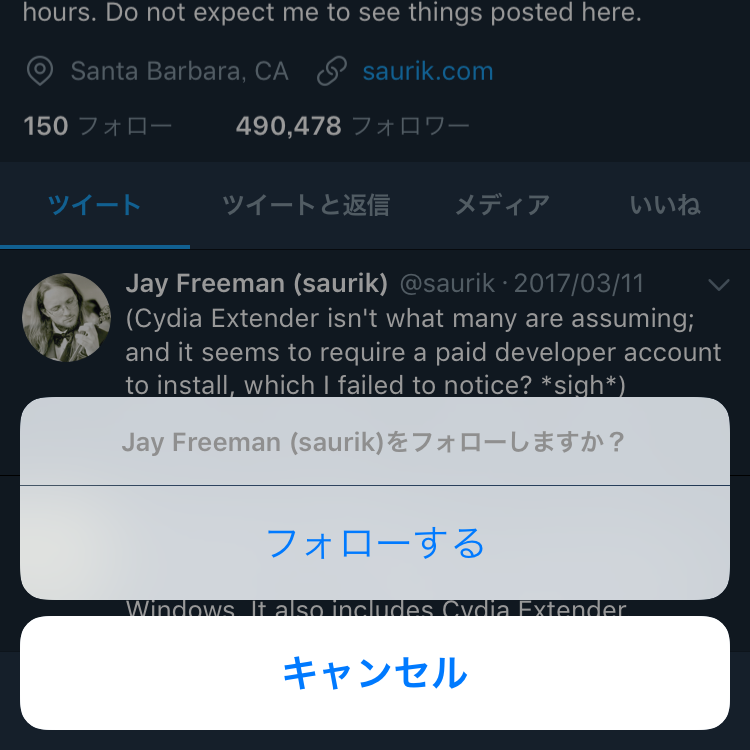 hours. Do not expect me to see things posted here.
Santa Barbara, CA saurik.com
150 フォロー 490,478 フォロワー
ツイート ツイートと返信 メディア いいね
Jay Freeman (saurik) @saurik · 2017/03/11
(Cydia Extender isn't what many are assuming;
and it seems to require a paid developer account
to install, which I failed to notice? *sigh*)
Jay Freeman (saurik)をフォローしますか？
フォローする
Windows. It also includes Cydia Extender
キャンセル